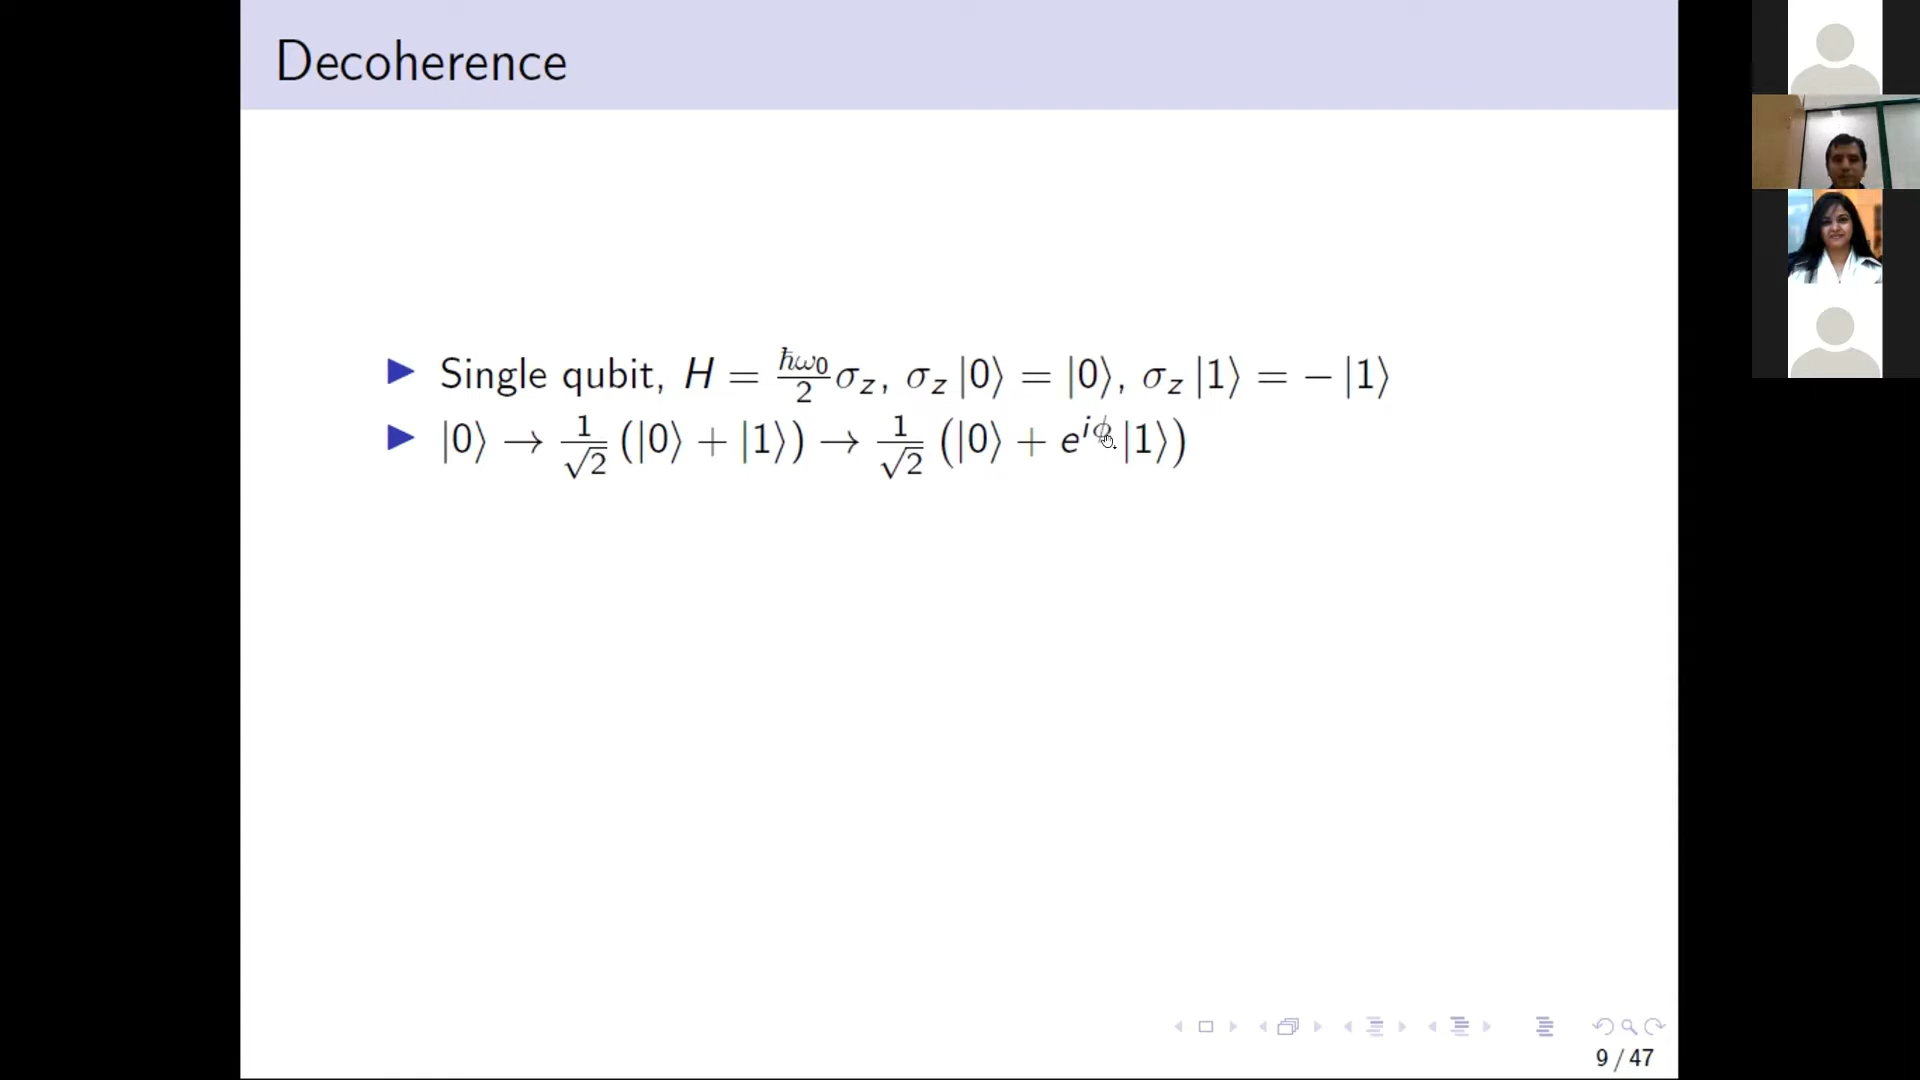 Decoherence
Single qubit, H = ħω₀/2 σ_z, σ_z |0⟩ = |0⟩, σ_z |1⟩ = − |1⟩
|0⟩ → 1/√2 (|0⟩ + |1⟩) → 1/√2 (|0⟩ + e^{iϕ} |1⟩)
9 / 47